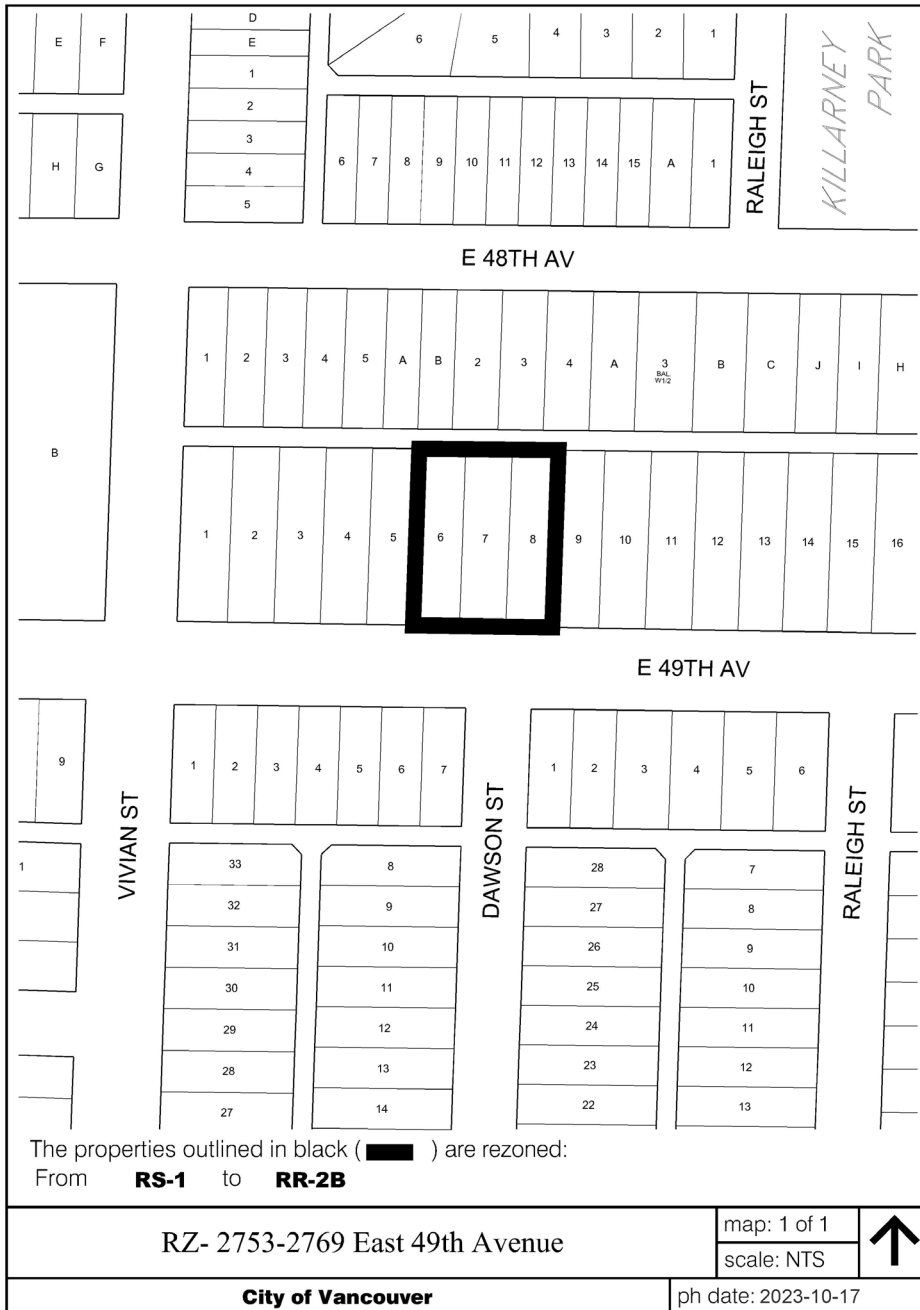 D
E F E
6 5 4 3 2 1
1
2
3
4
5
H G
6 7 8 9 10 11 12 13 14 15 A 1
RALEIGH ST
KILLARNEY
PARK
E 48TH AV
1 2 3 4 5 A B 2 3 4 A 3 B C J I H
BAL.
W1/2
B
1 2 3 4 5 6 7 8 9 10 11 12 13 14 15 16
E 49TH AV
9
1 2 3 4 5 6 7
1 2 3 4 5 6
VIVIAN ST
DAWSON ST
RALEIGH ST
1
33 8 28 7
32 9 27 8
31 10 26 9
30 11 25 10
29 12 24 11
28 13 23 12
27 14 22 13
The properties outlined in black ( ) are rezoned:
From RS-1 to RR-2B
RZ- 2753-2769 East 49th Avenue
map: 1 of 1
scale: NTS
City of Vancouver
ph date: 2023-10-17